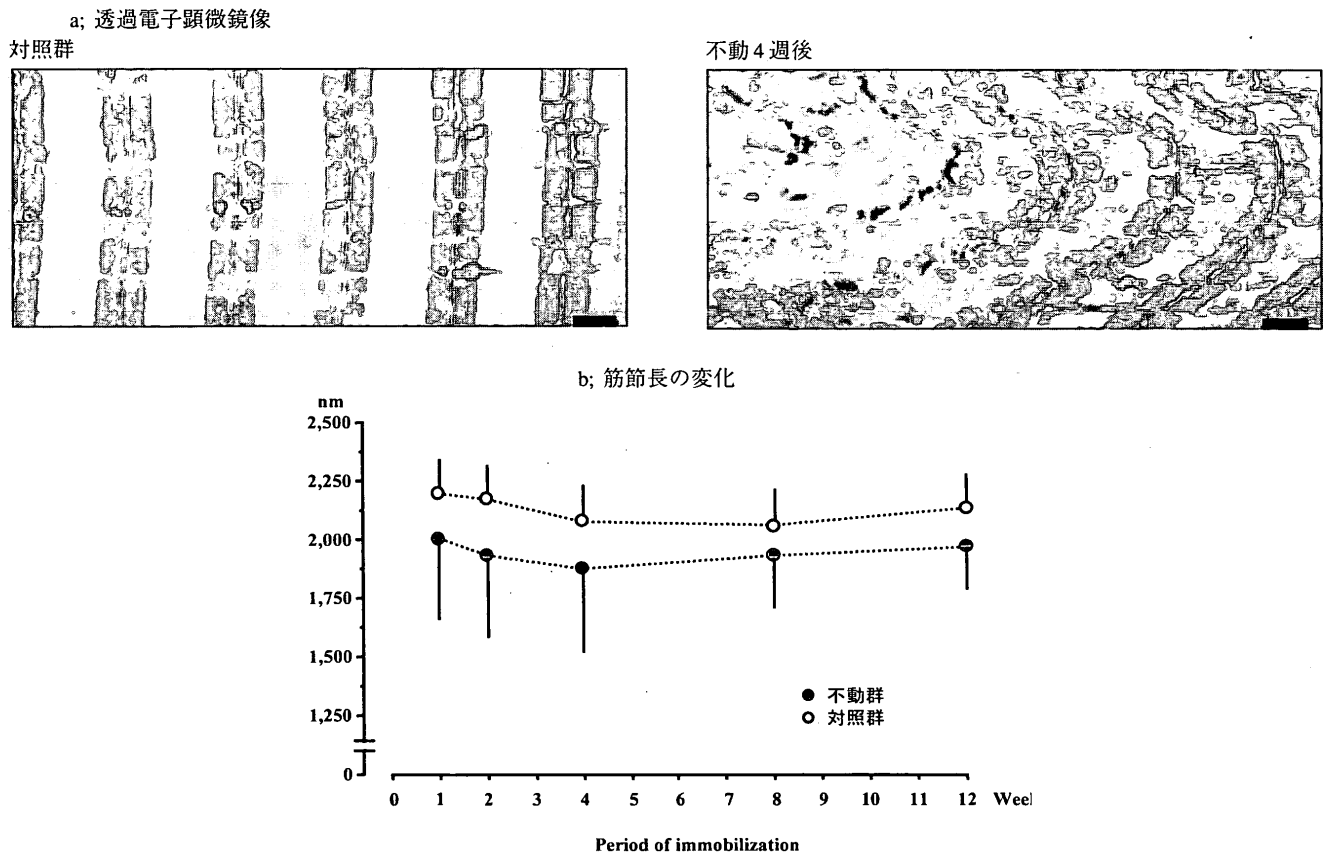 a; 透過電子顕微鏡像
対照群
不動4週後
b; 筋節長の変化
nm
2,500
2,250
2,000
1,750
1,500
1,250
0
不動群
対照群
0 1 2 3 4 5 6 7 8 9 10 11 12 Weel
Period of immobilization